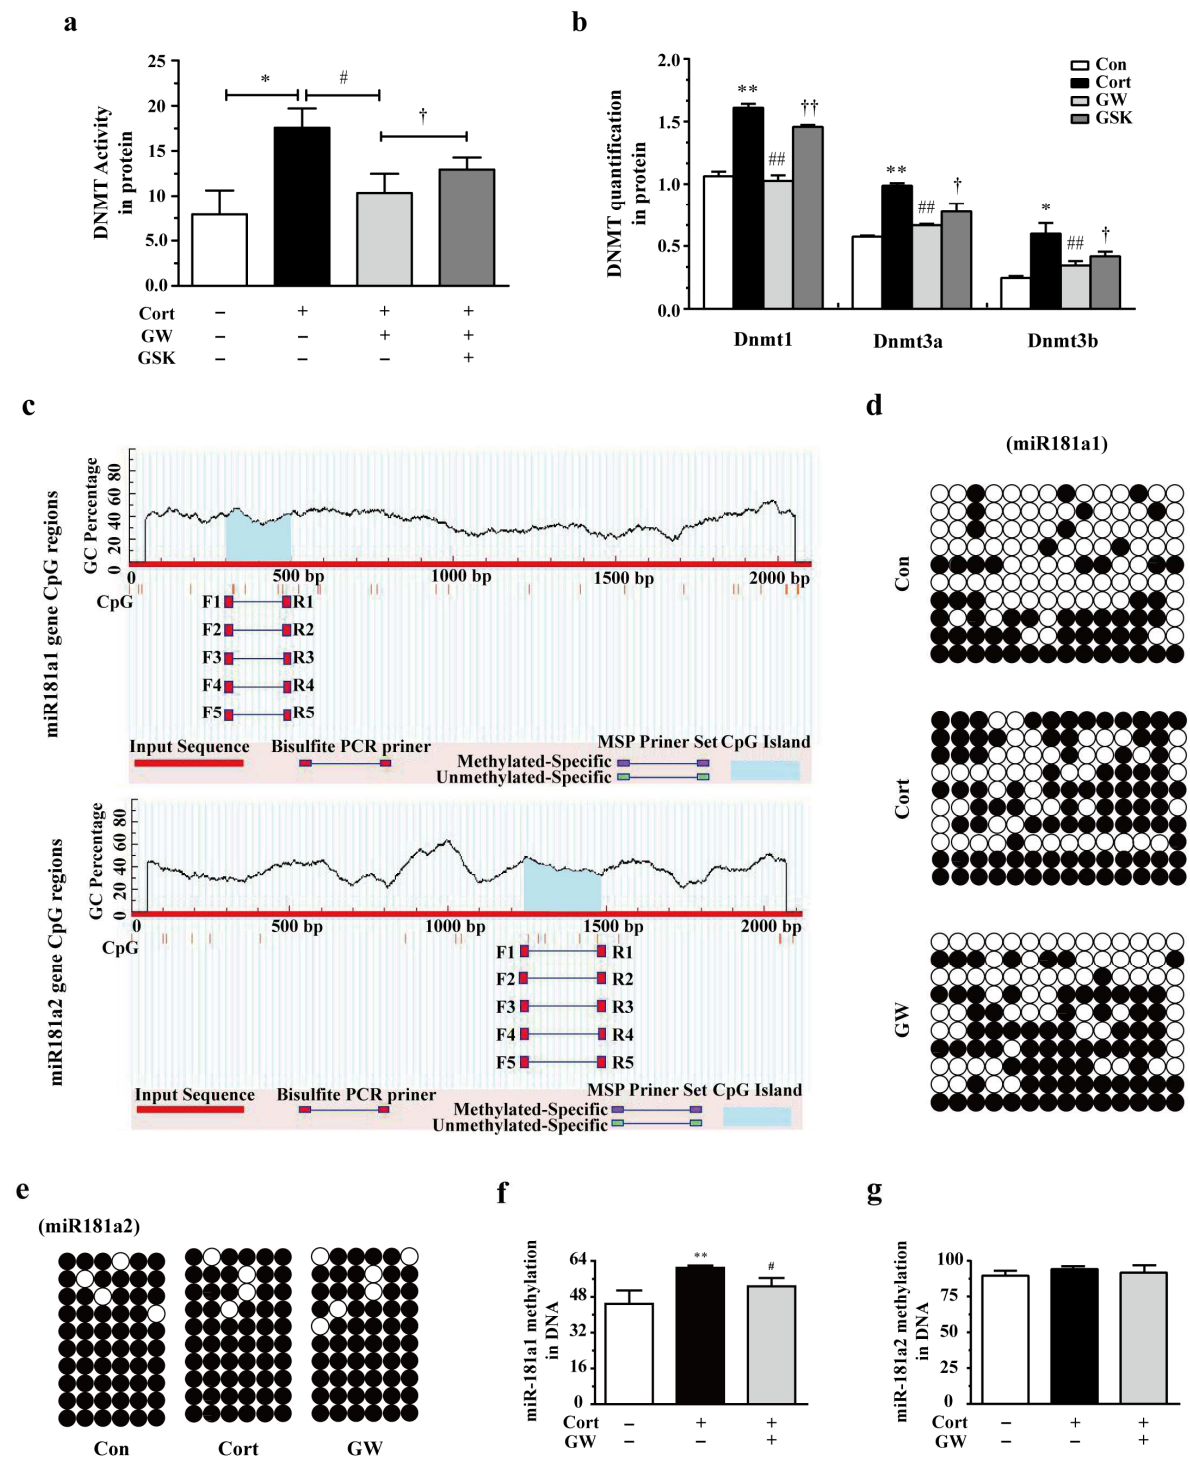 a
25
20
15
10
5.0
0.0
DNMT Activity
in protein
*
#
†
Cort − + + +
GW − − + +
GSK − − − +
b
2.0
1.5
1.0
0.5
0.0
DNMT quantification
in protein
** ## ††
** ## †
* ## †
Con
Cort
GW
GSK
Dnmt1 Dnmt3a Dnmt3b
c
miR181a1 gene CpG regions
GC Percentage
0 20 40 60 80
0 500 bp 1000 bp 1500 bp 2000 bp
CpG
F1 R1
F2 R2
F3 R3
F4 R4
F5 R5
Input Sequence Bisulfite PCR priner MSP Priner Set CpG Island
Methylated-Specific
Unmethylated-Specific
miR181a2 gene CpG regions
GC Percentage
0 20 40 60 80
0 500 bp 1000 bp 1500 bp 2000 bp
CpG
F1 R1
F2 R2
F3 R3
F4 R4
F5 R5
Input Sequence Bisulfite PCR priner MSP Priner Set CpG Island
Methylated-Specific
Unmethylated-Specific
d
(miR181a1)
Con
Cort
GW
e
(miR181a2)
Con Cort GW
f
miR-181a1 methylation
in DNA
64
48
32
16
0
**
#
Cort − + +
GW − − +
g
miR-181a2 methylation
in DNA
100
75
50
25
0
Cort − + +
GW − − +